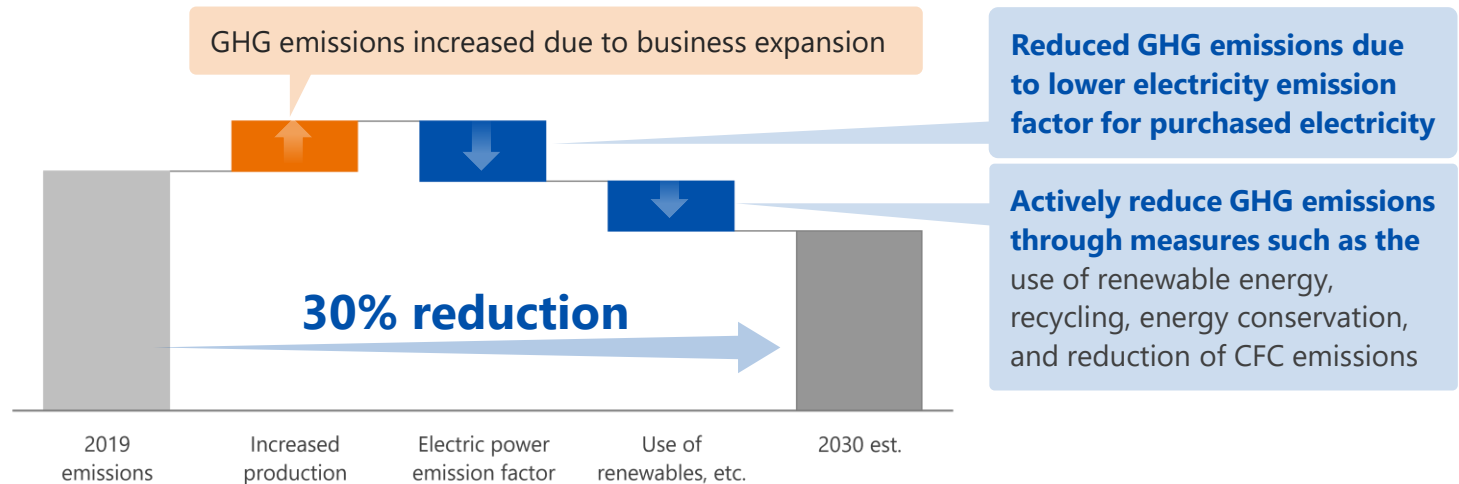 GHG emissions increased due to business expansion
Reduced GHG emissions due
to lower electricity emission
factor for purchased electricity
Actively reduce GHG emissions
through measures such as the
use of renewable energy,
recycling, energy conservation,
and reduction of CFC emissions
30% reduction
2019
emissions
Increased
production
Electric power
emission factor
Use of
renewables, etc.
2030 est.